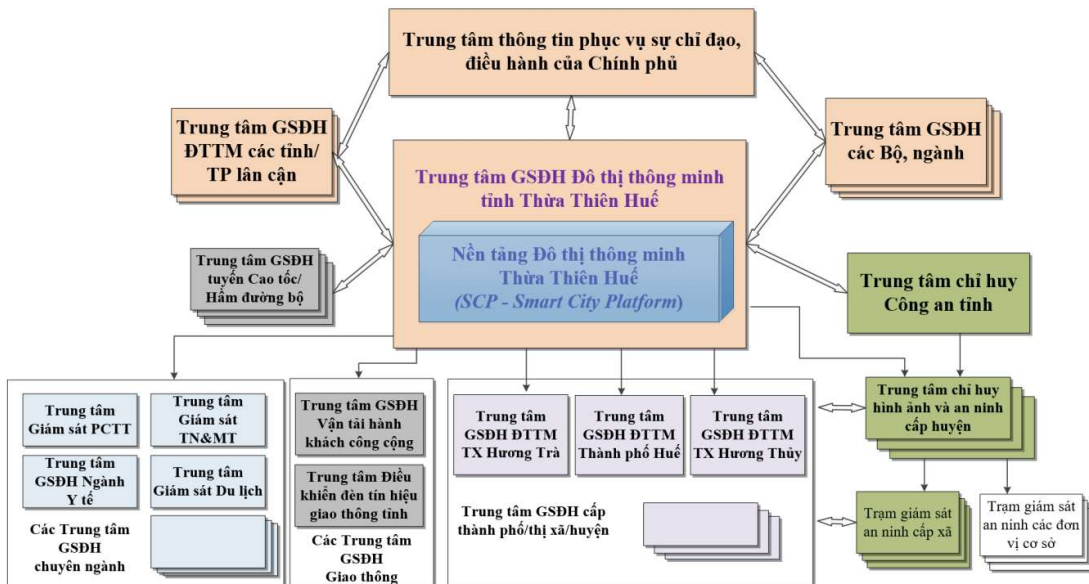 Trung tâm thông tin phục vụ sự chỉ đạo,
điều hành của Chính phủ
Trung tâm GSĐH
ĐTTM các tỉnh/
TP lân cận
Trung tâm GSĐH
các Bộ, ngành
Trung tâm GSĐH Đô thị thông minh
tỉnh Thừa Thiên Huế
Nền tảng Đô thị thông minh
Thừa Thiên Huế
(SCP - Smart City Platform)
Trung tâm GSĐH
tuyến Cao tốc/
Hầm đường bộ
Trung tâm chỉ huy
Công an tỉnh
Trung tâm
Giám sát PCTT
Trung tâm
Giám sát
TN&MT
Trung tâm
GSĐH Ngành
Y tế
Trung tâm
Giám sát Du lịch
Các Trung tâm
GSĐH
chuyên ngành
Trung tâm GSĐH
Vận tải hành
khách công cộng
Trung tâm Điều
khiển đèn tín hiệu
giao thông tỉnh
Các Trung tâm
GSĐH
Giao thông
Trung tâm
GSĐH ĐTTM
TX Hương Trà
Trung tâm
GSĐH ĐTTM
Thành phố Huế
Trung tâm
GSĐH ĐTTM
TX Hương Thủy
Trung tâm GSĐH cấp
thành phố/thị xã/huyện
Trung tâm chỉ huy
hình ảnh và an ninh
cấp huyện
Trạm giám sát
an ninh cấp xã
Trạm giám sát
an ninh các đơn
vị cơ sở